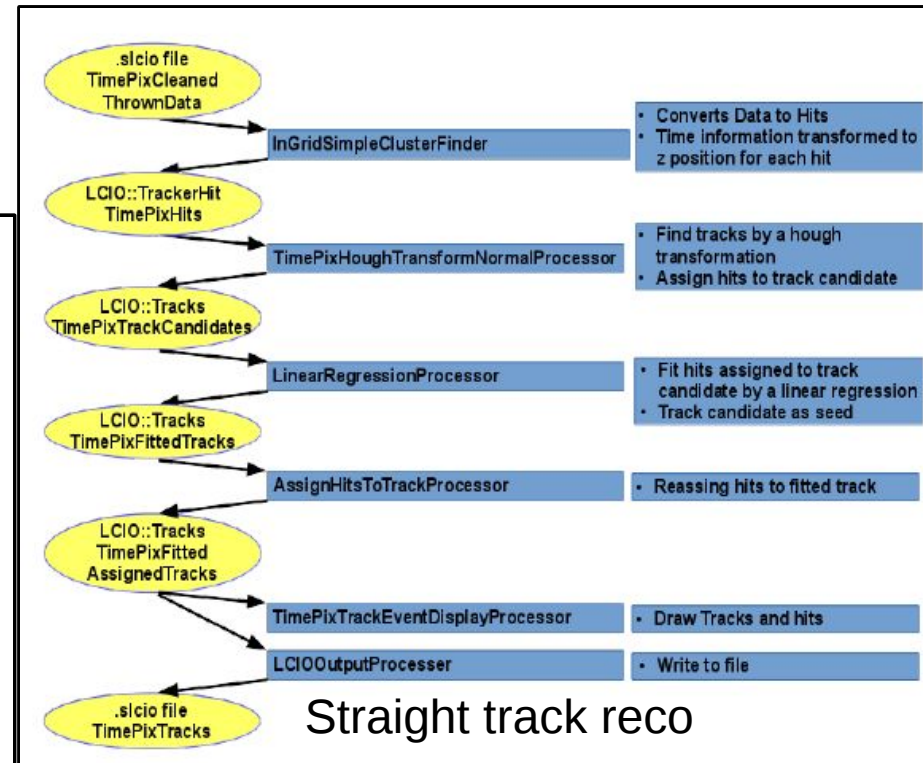 .slcio file
TimePixCleaned
ThrownData
InGridSimpleClusterFinder
• Converts Data to Hits
• Time information transformed to
z position for each hit
LCIO::TrackerHit
TimePixHits
TimePixHoughTransformNormalProcessor
• Find tracks by a hough
transformation
• Assign hits to track candidate
LCIO::Tracks
TimePixTrackCandidates
LinearRegressionProcessor
• Fit hits assigned to track
candidate by a linear regression
• Track candidate as seed
LCIO::Tracks
TimePixFittedTracks
AssignHitsToTrackProcessor
• Reassing hits to fitted track
LCIO::Tracks
TimePixFitted
AssignedTracks
TimePixTrackEventDisplayProcessor
• Draw Tracks and hits
LCIOOutputProcesser
• Write to file
.slcio file
TimePixTracks
Straight track reco